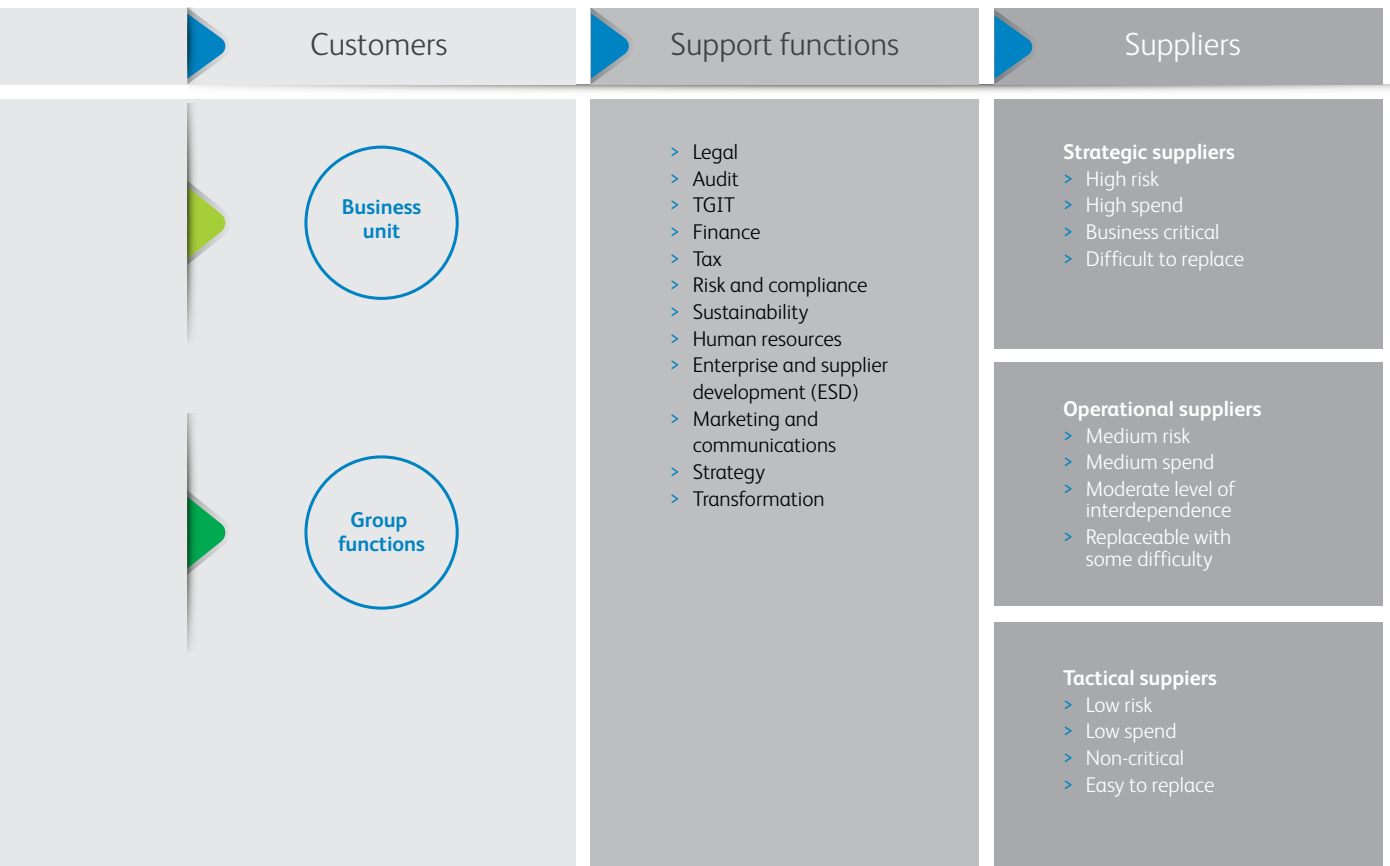 Customers
Support functions
Suppliers
Business
unit
Group
functions
> Legal
> Audit
> TGIT
> Finance
> Tax
> Risk and compliance
> Sustainability
> Human resources
> Enterprise and supplier
development (ESD)
> Marketing and
communications
> Strategy
> Transformation
Strategic suppliers
> High risk
> High spend
> Business critical
> Difficult to replace
Operational suppliers
> Medium risk
> Medium spend
> Moderate level of
interdependence
> Replaceable with
some difficulty
Tactical suppiers
> Low risk
> Low spend
> Non-critical
> Easy to replace